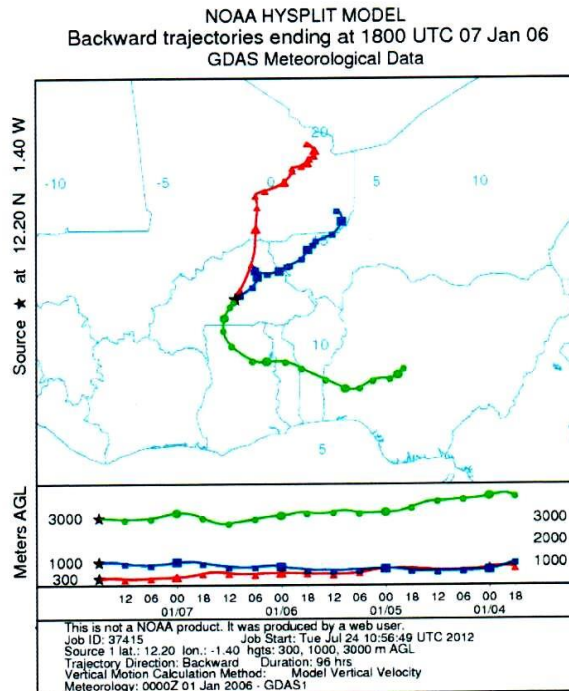 NOAA HYSPLIT MODEL
Backward trajectories ending at 1800 UTC 07 Jan 06
GDAS Meteorological Data
Source ★ at 12.20 N 1.40 W
20
-10 -5 0 5 10
10
5
Meters AGL
3000 3000
2000
1000 1000
300
12 06 00 18 12 06 00 18 12 06 00 18 12 06 00 18
01/07 01/06 01/05 01/04
This is not a NOAA product. It was produced by a web user.
Job ID: 37415 Job Start: Tue Jul 24 10:56:49 UTC 2012
Source 1 lat.: 12.20 lon.: -1.40 hgts: 300, 1000, 3000 m AGL
Trajectory Direction: Backward Duration: 96 hrs
Vertical Motion Calculation Method: Model Vertical Velocity
Meteorology: 0000Z 01 Jan 2006 - GDAS1